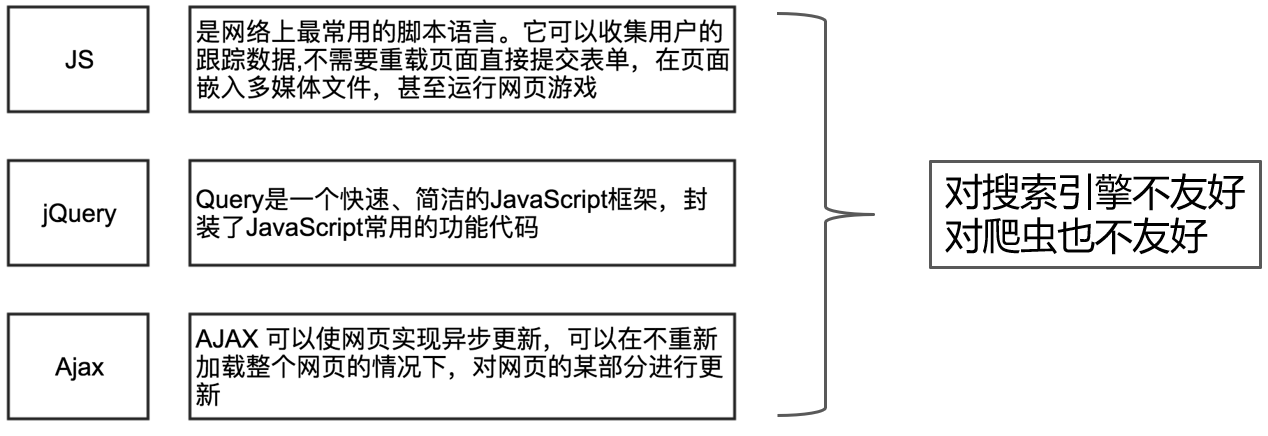 JS
是网络上最常用的脚本语言。它可以收集用户的
跟踪数据,不需要重载页面直接提交表单，在页面
嵌入多媒体文件，甚至运行网页游戏
jQuery
Query是一个快速、简洁的JavaScript框架，封
装了JavaScript常用的功能代码
Ajax
AJAX 可以使网页实现异步更新，可以在不重新
加载整个网页的情况下，对网页的某部分进行更
新
对搜索引擎不友好
对爬虫也不友好